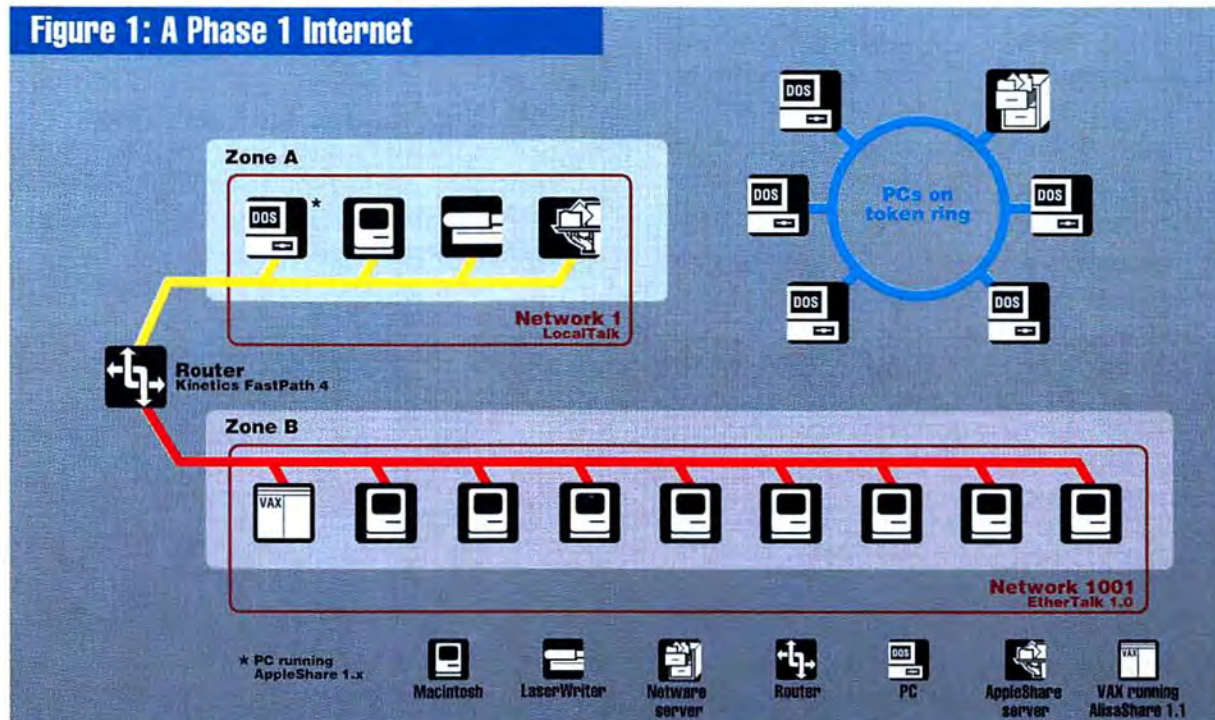 Figure 1: A Phase 1 Internet
Zone A
DOS
*
Network 1
LocalTalk
Router
Kinetics FastPath 4
DOS
DOS
PCs on
token ring
DOS
DOS
DOS
Zone B
VAX
Network 1001
EtherTalk 1.0
* PC running
AppleShare 1.x
Macintosh
LaserWriter
Netware
server
Router
DOS
PC
AppleShare
server
VAX
VAX running
AlisaShare 1.1